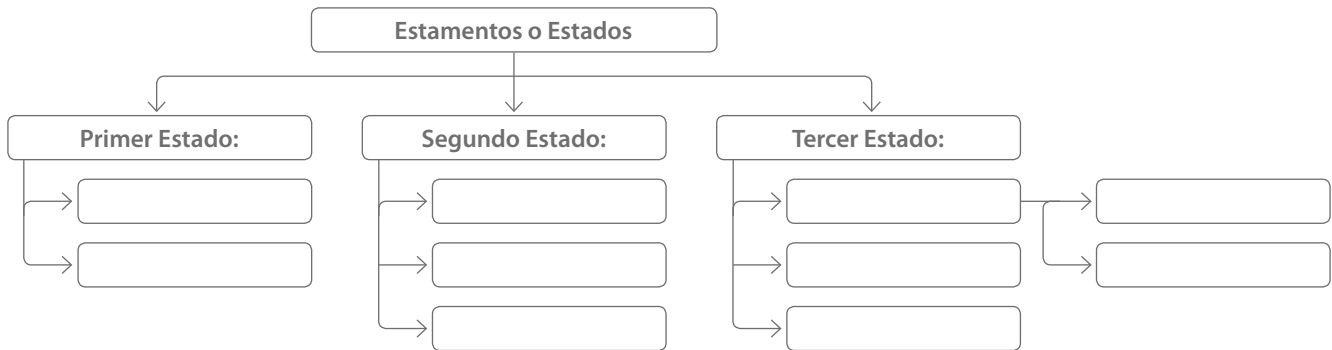 Estamentos o Estados
Primer Estado:
Segundo Estado:
Tercer Estado: